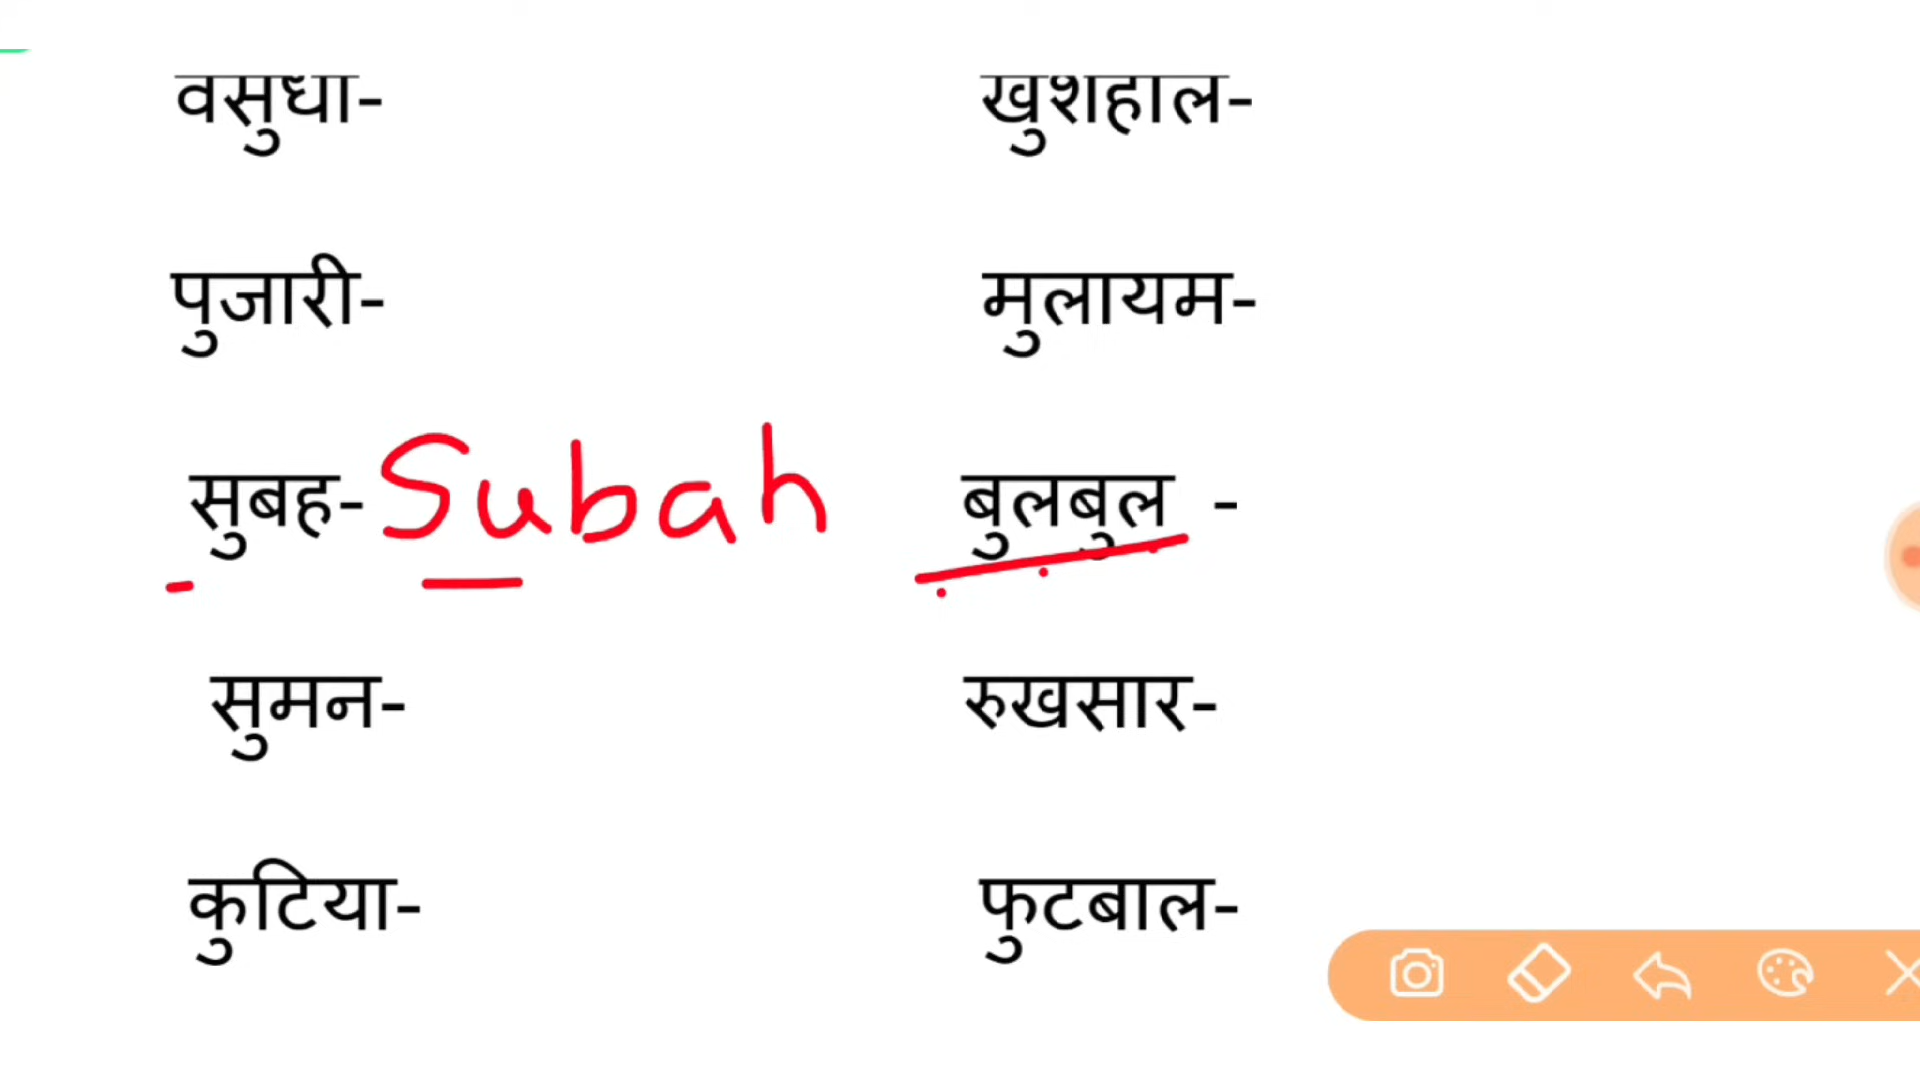 वसुधा- खुशहाल-
पुजारी- मुलायम-
सुबह- Subah बुलबुल -
सुमन- रुखसार-
कुटिया- फुटबाल-